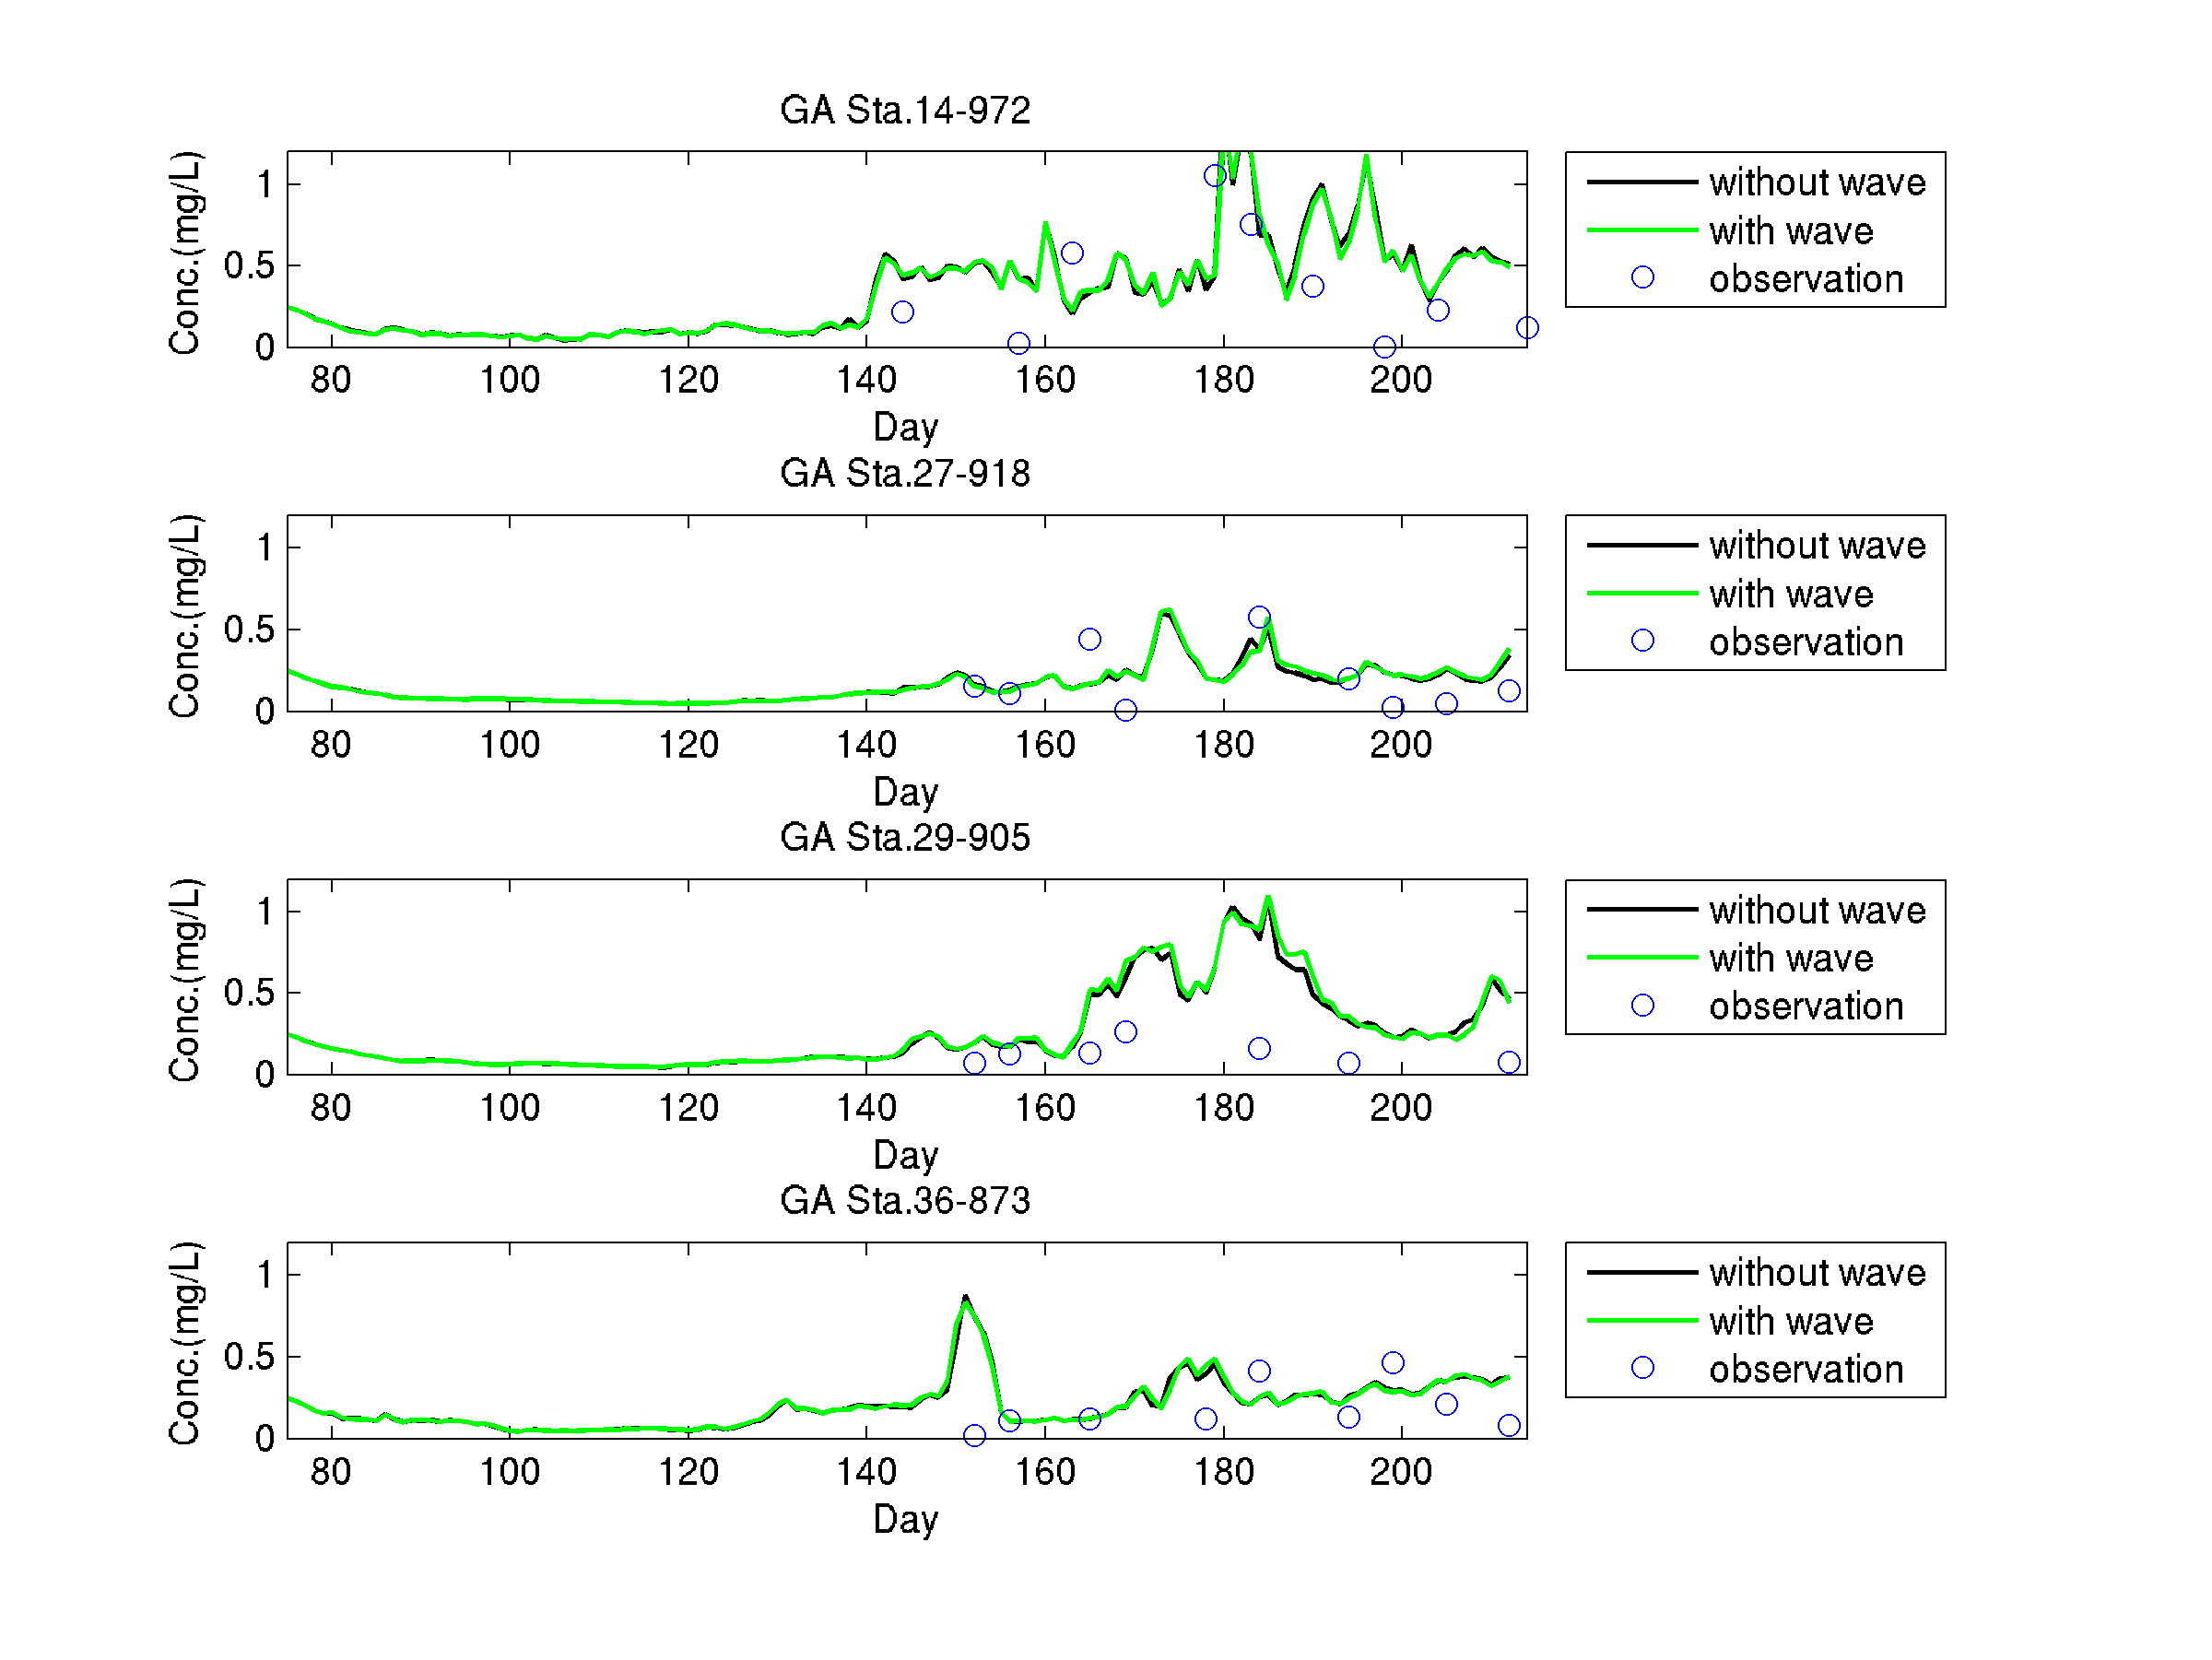 GA Sta.14-972
Conc.(mg/L)
1
0.5
0
80 100 120 140 160 180 200
Day
without wave
with wave
observation
GA Sta.27-918
Conc.(mg/L)
1
0.5
0
80 100 120 140 160 180 200
Day
without wave
with wave
observation
GA Sta.29-905
Conc.(mg/L)
1
0.5
0
80 100 120 140 160 180 200
Day
without wave
with wave
observation
GA Sta.36-873
Conc.(mg/L)
1
0.5
0
80 100 120 140 160 180 200
Day
without wave
with wave
observation